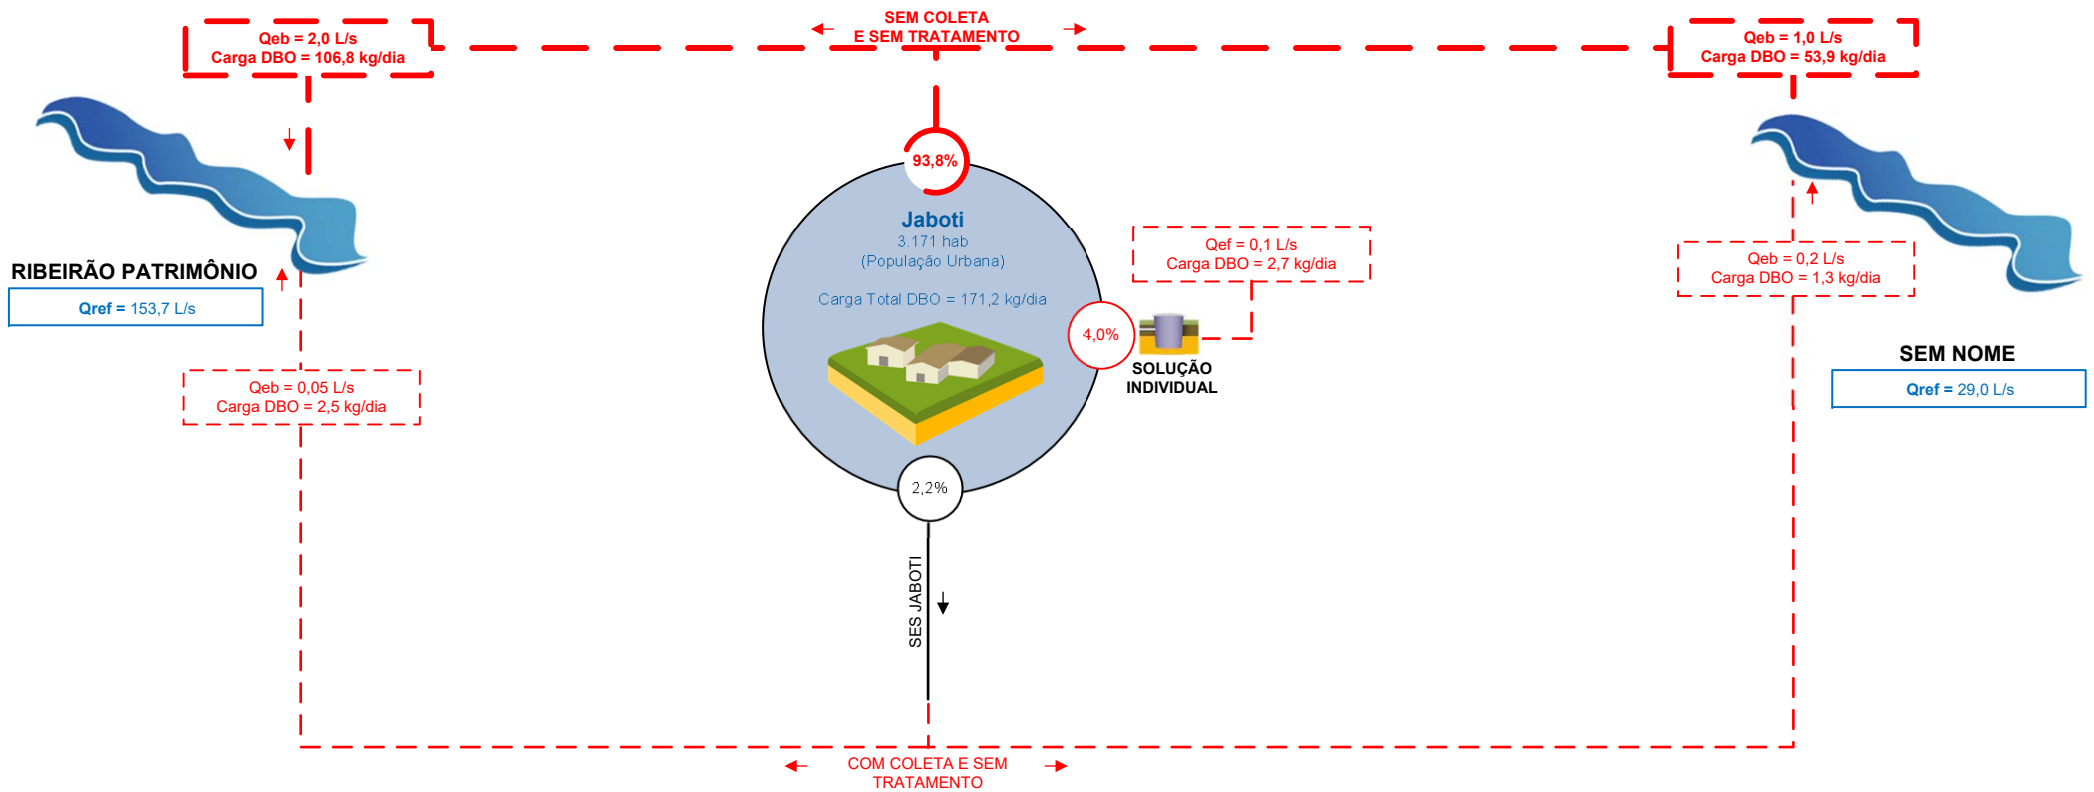 SEM COLETA
E SEM TRATAMENTO
Qeb = 2,0 L/s
Carga DBO = 106,8 kg/dia
Qeb = 1,0 L/s
Carga DBO = 53,9 kg/dia
93,8%
Jaboti
3.171 hab
(População Urbana)
Carga Total DBO = 171,2 kg/dia
Qef = 0,1 L/s
Carga DBO = 2,7 kg/dia
Qeb = 0,2 L/s
Carga DBO = 1,3 kg/dia
RIBEIRÃO PATRIMÔNIO
Qref = 153,7 L/s
4,0%
SOLUÇÃO
INDIVIDUAL
SEM NOME
Qref = 29,0 L/s
Qeb = 0,05 L/s
Carga DBO = 2,5 kg/dia
2,2%
SES JABOTI
COM COLETA E SEM
TRATAMENTO